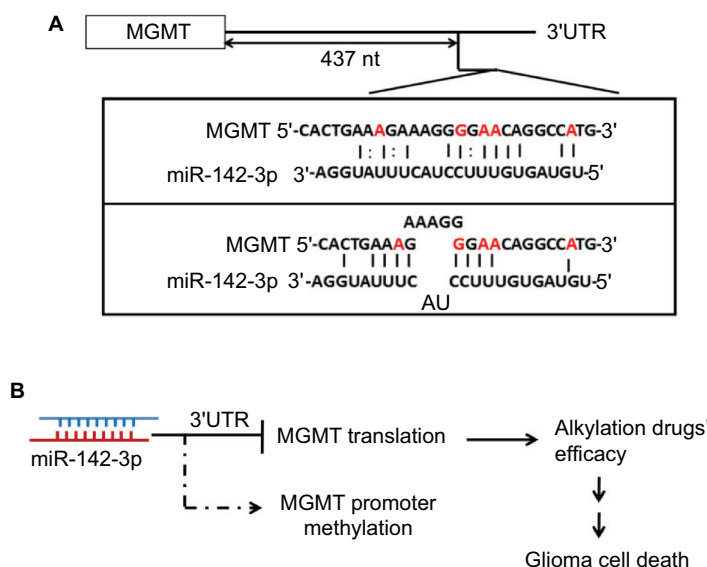 A
MGMT
3'UTR
437 nt
MGMT 5'-CACTGAAAGAAAGGGGGAACAGGCCATG-3'
miR-142-3p 3'-AGGUAUUUCAUCCUUUGUGAUGU-5'
AAAGG
MGMT 5'-CACTGAAAG GGAACAGGCCATG-3'
miR-142-3p 3'-AGGUAUUUC CCUUUGUGAUGU-5'
AU
B
3'UTR
miR-142-3p
MGMT translation
Alkylation drugs'
efficacy
MGMT promoter
methylation
Glioma cell death